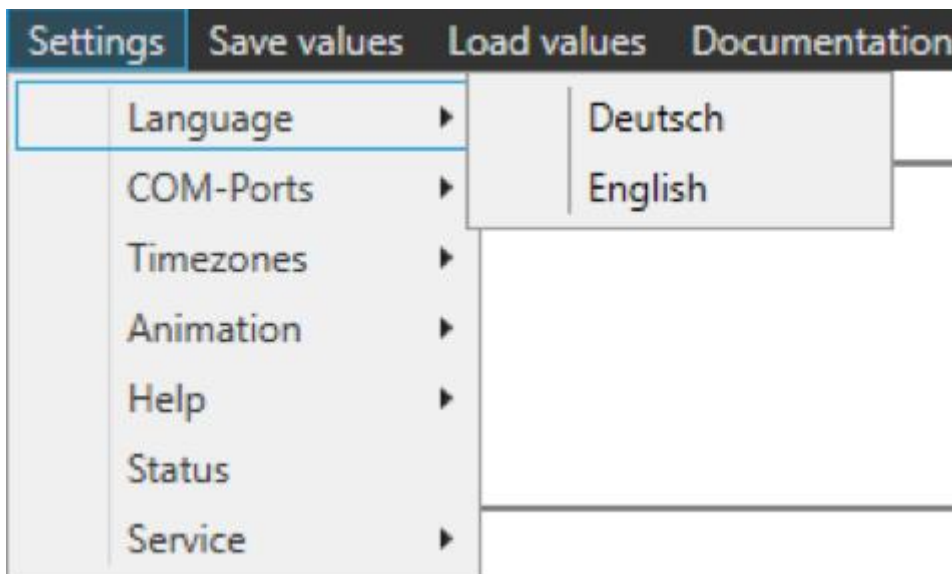 Settings Save values Load values Documentation
Language Deutsch
COM-Ports English
Timezones
Animation
Help
Status
Service